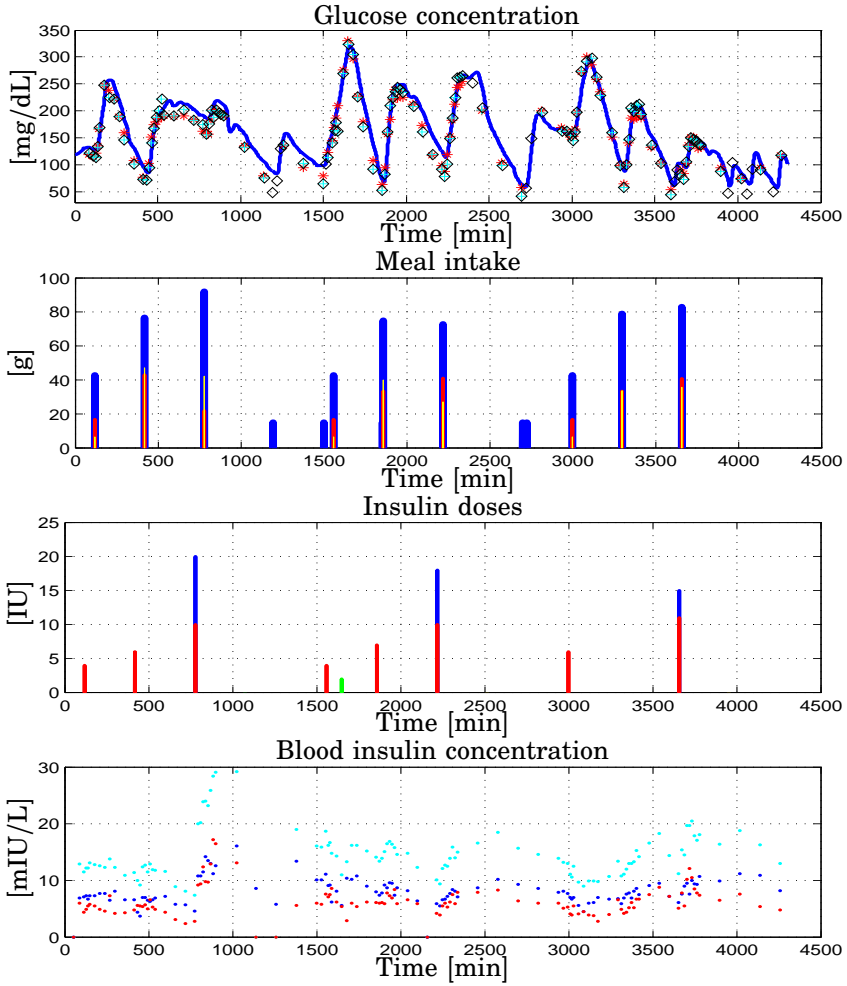 Glucose concentration
350
300
250
200
150
100
50
[mg/dL]
0 500 1000 1500 2000 2500 3000 3500 4000 4500
Time [min]
Meal intake
100
80
60
40
20
0
[g]
0 500 1000 1500 2000 2500 3000 3500 4000 4500
Time [min]
Insulin doses
25
20
15
10
5
0
[IU]
0 500 1000 1500 2000 2500 3000 3500 4000 4500
Time [min]
Blood insulin concentration
30
20
10
0
[mIU/L]
0 500 1000 1500 2000 2500 3000 3500 4000 4500
Time [min]